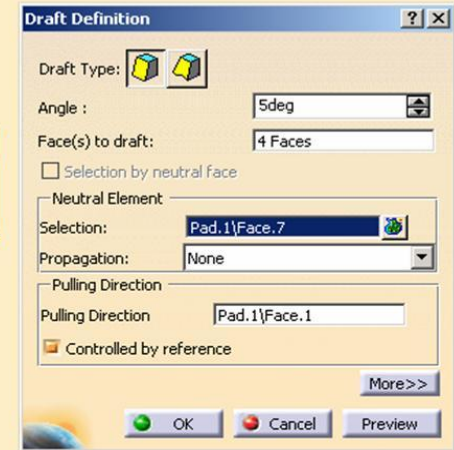 Draft Definition
Draft Type:
Angle : 5deg
Face(s) to draft: 4 Faces
Selection by neutral face
Neutral Element
Selection: Pad.1\Face.7
Propagation: None
Pulling Direction
Pulling Direction Pad.1\Face.1
Controlled by reference
More>>
OK Cancel Preview